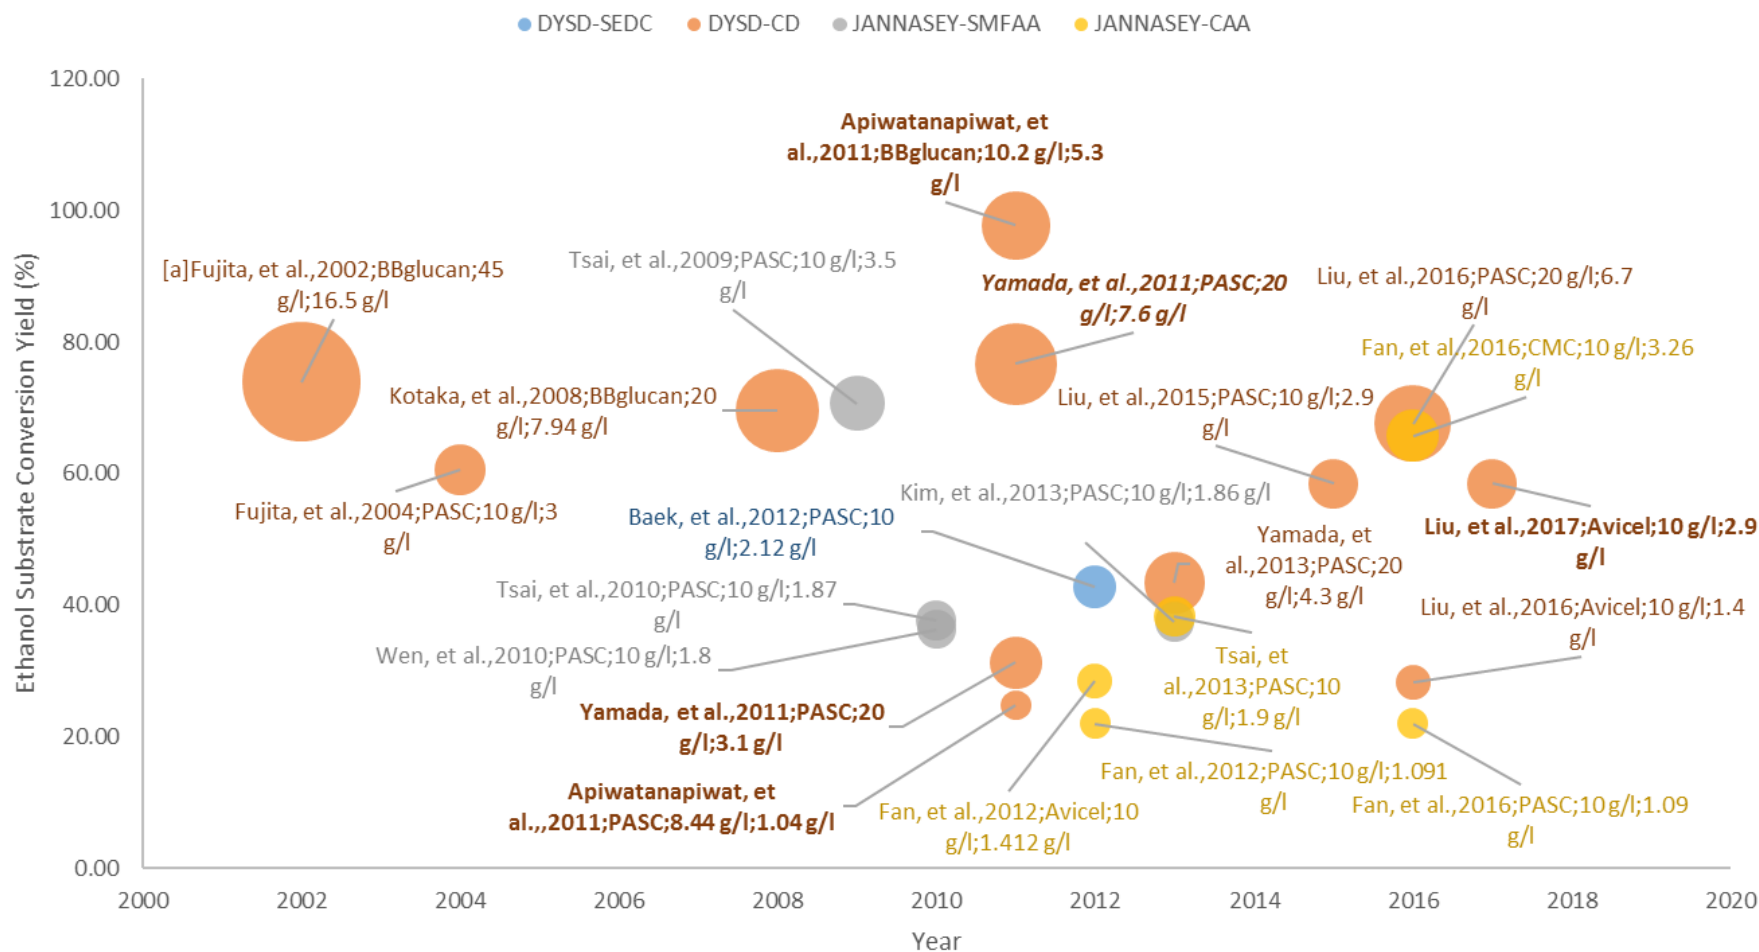 DYSD-SEDC DYSD-CD JANNASEY-SMFAA JANNASEY-CAA
Ethanol Substrate Conversion Yield (%)
120.00
100.00
80.00
60.00
40.00
20.00
0.00
Apiwatanapiwat, et
al.,2011;BBglucan;10.2 g/l;5.3
g/l
[a]Fujita, et al.,2002;BBglucan;45
g/l;16.5 g/l
Tsai, et al.,2009;PASC;10 g/l;3.5
g/l
Yamada, et al.,2011;PASC;20
g/l;7.6 g/l
Liu, et al.,2016;PASC;20 g/l;6.7
g/l
Fan, et al.,2016;CMC;10 g/l;3.26
g/l
Kotaka, et al.,2008;BBglucan;20
g/l;7.94 g/l
Liu, et al.,2015;PASC;10 g/l;2.9
g/l
Fujita, et al.,2004;PASC;10 g/l;3
g/l
Kim, et al.,2013;PASC;10 g/l;1.86 g/l
Baek, et al.,2012;PASC;10
g/l;2.12 g/l
Yamada, et
al.,2013;PASC;20
g/l;4.3 g/l
Liu, et al.,2017;Avicel;10 g/l;2.9
g/l
Tsai, et al.,2010;PASC;10 g/l;1.87
g/l
Liu, et al.,2016;Avicel;10 g/l;1.4
g/l
Wen, et al.,2010;PASC;10 g/l;1.8
g/l
Tsai, et
al.,2013;PASC;10
g/l;1.9 g/l
Yamada, et al.,2011;PASC;20
g/l;3.1 g/l
Apiwatanapiwat, et
al.,,2011;PASC;8.44 g/l;1.04 g/l
Fan, et al.,2012;Avicel;10
g/l;1.412 g/l
Fan, et al.,2012;PASC;10 g/l;1.091
g/l
Fan, et al.,2016;PASC;10 g/l;1.09
g/l
2000 2002 2004 2006 2008 2010 2012 2014 2016 2018 2020
Year